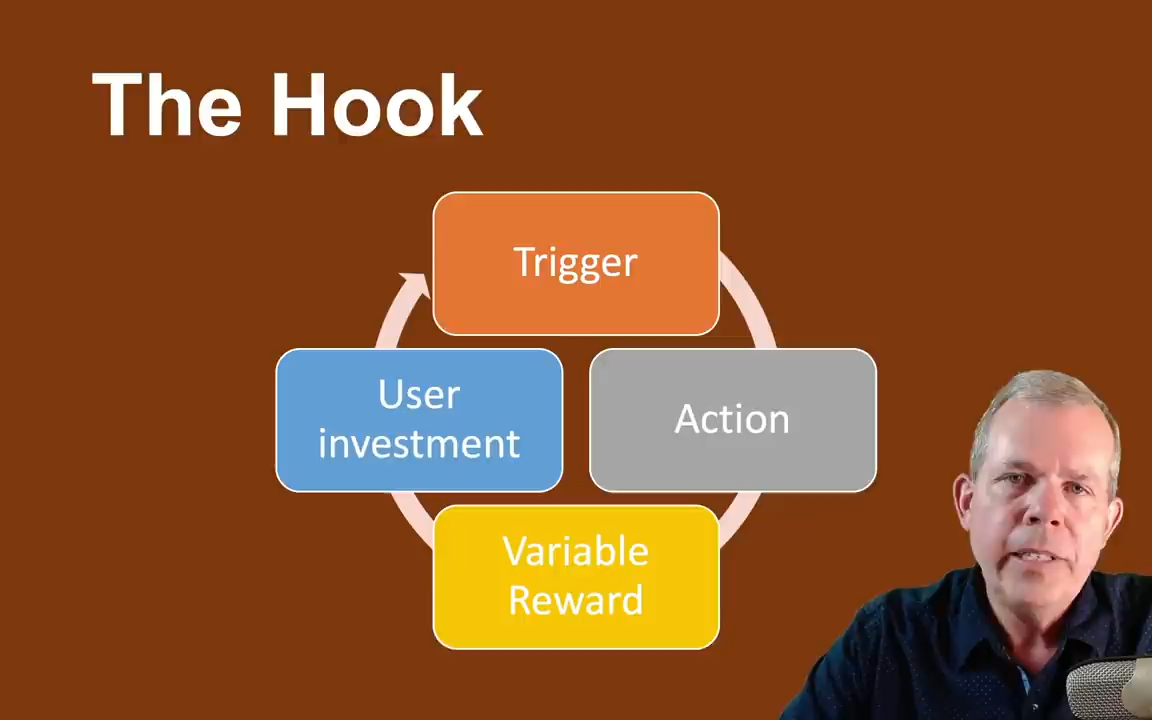 The Hook
Trigger
User
investment
Action
Variable
Reward